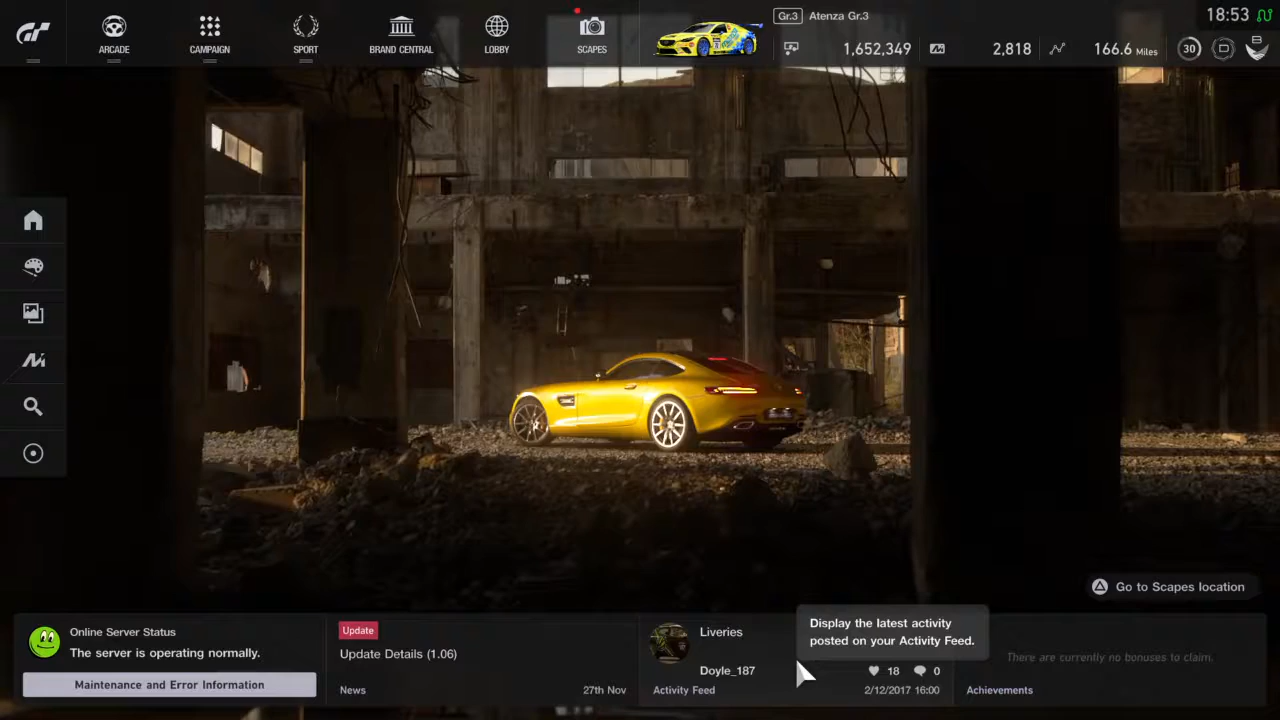 ARCADE
CAMPAIGN
SPORT
BRAND CENTRAL
LOBBY
SCAPES
Gr.3 Atenza Gr.3
1,652,349
2,818
166.6 Miles
18:53
30
Go to Scapes location
Online Server Status
The server is operating normally.
Maintenance and Error Information
Update
Update Details (1.06)
News 27th Nov
Liveries
Doyle_187
18 0
Activity Feed 2/12/2017 16:00
Display the latest activity
posted on your Activity Feed.
There are currently no bonuses to claim.
Achievements